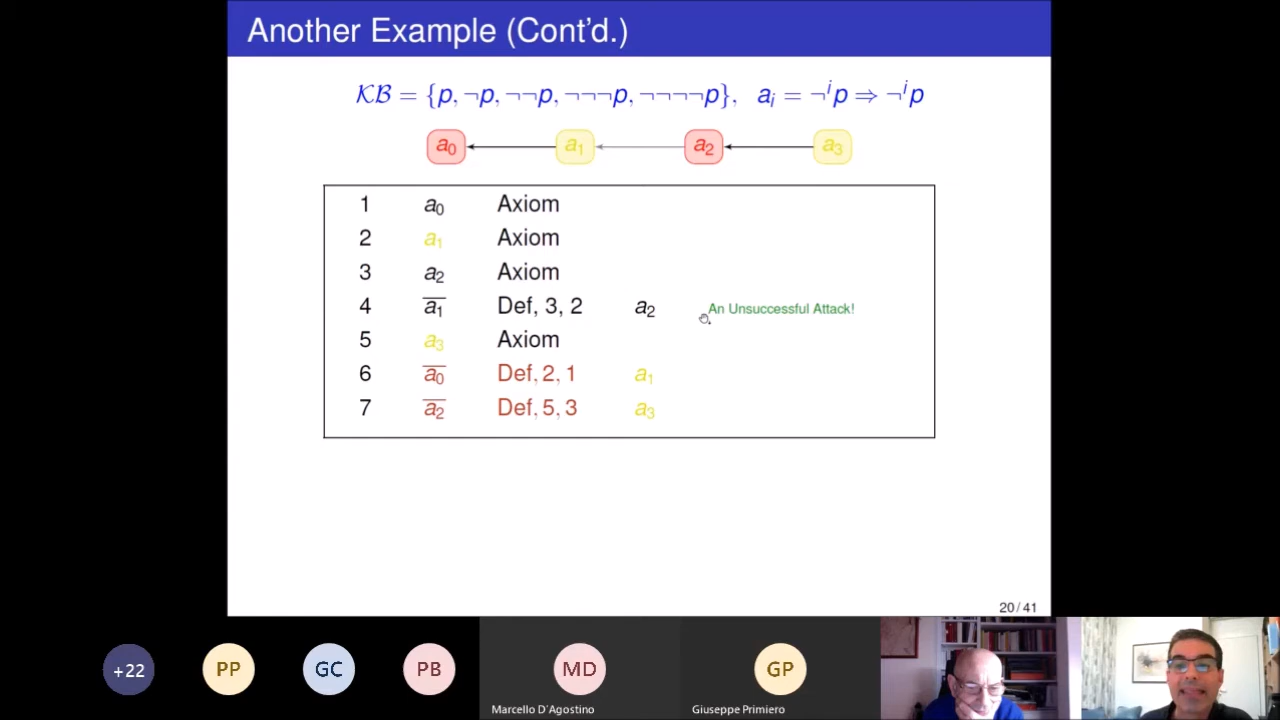 Another Example (Cont'd.)
𝒦ℬ = {p, ¬p, ¬¬p, ¬¬¬p, ¬¬¬¬p}, aᵢ = ¬ⁱp ⇒ ¬ⁱp
a₀ a₁ a₂ a₃
1 a₀ Axiom
2 a₁ Axiom
3 a₂ Axiom
4 a̅₁ Def, 3, 2 a₂ An Unsuccessful Attack!
5 a₃ Axiom
6 a̅₀ Def, 2, 1 a₁
7 a̅₂ Def, 5, 3 a₃
20 / 41
+22 PP GC PB MD GP
Marcello D'Agostino Giuseppe Primiero